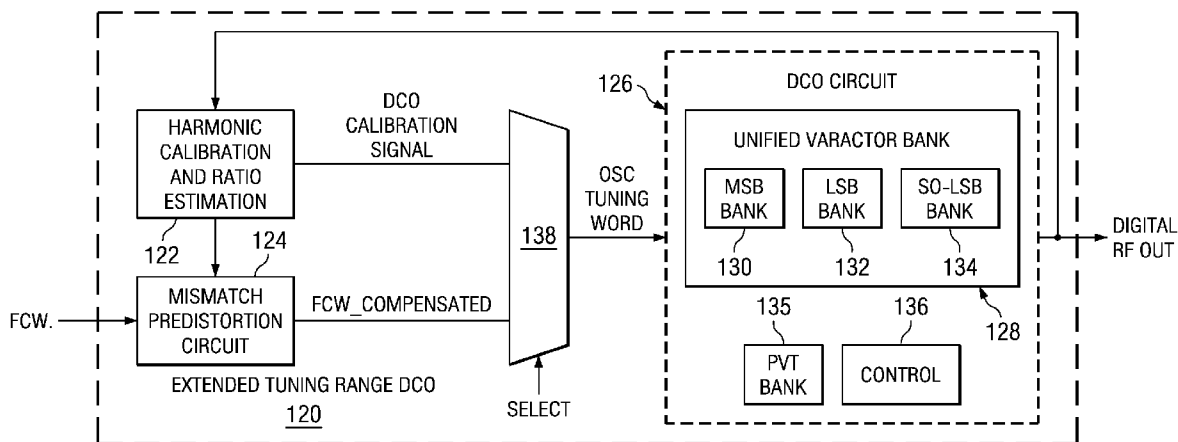 DCO CIRCUIT
126
HARMONIC
CALIBRATION
AND RATIO
ESTIMATION
122
DCO
CALIBRATION
SIGNAL
UNIFIED VARACTOR BANK
MSB
BANK
130
LSB
BANK
132
SO-LSB
BANK
134
128
OSC
TUNING
WORD
138
DIGITAL
RF OUT
124
FCW.
MISMATCH
PREDISTORTION
CIRCUIT
FCW_COMPENSATED
135
PVT
BANK
136
CONTROL
EXTENDED TUNING RANGE DCO
120
SELECT